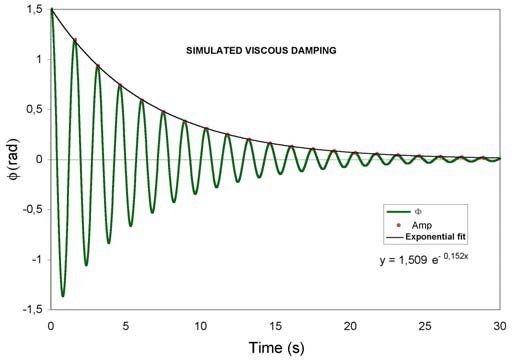 SIMULATED VISCOUS DAMPING
1,5
1
0,5
0
-0,5
-1
-1,5
ϕ (rad)
0 5 10 15 20 25 30
Time (s)
Φ
Amp
Exponential fit
y = 1,509 e- 0,152x